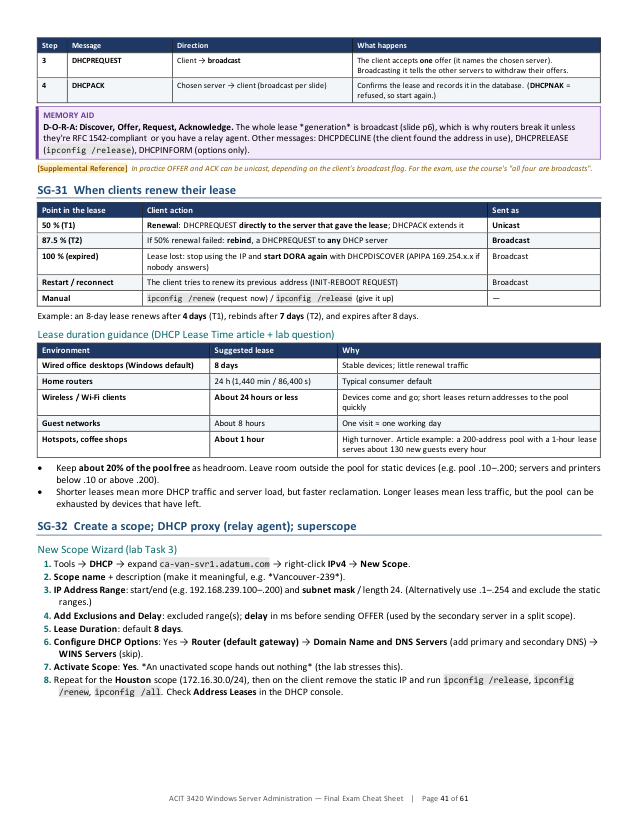 Step Message Direction What happens
3 DHCPREQUEST Client → broadcast The client accepts one offer (it names the chosen server).
Broadcasting it tells the other servers to withdraw their offers.
4 DHCPACK Chosen server → client (broadcast per slide) Confirms the lease and records it in the database. (DHCPNAK =
refused, so start again.)
MEMORY AID
D-O-R-A: Discover, Offer, Request, Acknowledge. The whole lease *generation* is broadcast (slide p6), which is why routers break it unless
they're RFC 1542-compliant or you have a relay agent. Other messages: DHCPDECLINE (the client found the address in use), DHCPRELEASE
(ipconfig /release), DHCPINFORM (options only).
[Supplemental Reference] In practice OFFER and ACK can be unicast, depending on the client's broadcast flag. For the exam, use the course's "all four are broadcasts".
SG-31 When clients renew their lease
Point in the lease Client action Sent as
50 % (T1) Renewal: DHCPREQUEST directly to the server that gave the lease; DHCPACK extends it Unicast
87.5 % (T2) If 50% renewal failed: rebind, a DHCPREQUEST to any DHCP server Broadcast
100 % (expired) Lease lost: stop using the IP and start DORA again with DHCPDISCOVER (APIPA 169.254.x.x if Broadcast
nobody answers)
Restart / reconnect The client tries to renew its previous address (INIT-REBOOT REQUEST) Broadcast
Manual ipconfig /renew (request now) / ipconfig /release (give it up) —
Example: an 8-day lease renews after 4 days (T1), rebinds after 7 days (T2), and expires after 8 days.
Lease duration guidance (DHCP Lease Time article + lab question)
Environment Suggested lease Why
Wired office desktops (Windows default) 8 days Stable devices; little renewal traffic
Home routers 24 h (1,440 min / 86,400 s) Typical consumer default
Wireless / Wi-Fi clients About 24 hours or less Devices come and go; short leases return addresses to the pool
quickly
Guest networks About 8 hours One visit ≈ one working day
Hotspots, coffee shops About 1 hour High turnover. Article example: a 200-address pool with a 1-hour lease
serves about 130 new guests every hour
• Keep about 20% of the pool free as headroom. Leave room outside the pool for static devices (e.g. pool .10–.200; servers and printers
below .10 or above .200).
• Shorter leases mean more DHCP traffic and server load, but faster reclamation. Longer leases mean less traffic, but the pool can be
exhausted by devices that have left.
SG-32 Create a scope; DHCP proxy (relay agent); superscope
New Scope Wizard (lab Task 3)
1. Tools → DHCP → expand ca-van-svr1.adatum.com → right-click IPv4 → New Scope.
2. Scope name + description (make it meaningful, e.g. *Vancouver-239*).
3. IP Address Range: start/end (e.g. 192.168.239.100–.200) and subnet mask / length 24. (Alternatively use .1–.254 and exclude the static
ranges.)
4. Add Exclusions and Delay: excluded range(s); delay in ms before sending OFFER (used by the secondary server in a split scope).
5. Lease Duration: default 8 days.
6. Configure DHCP Options: Yes → Router (default gateway) → Domain Name and DNS Servers (add primary and secondary DNS) →
WINS Servers (skip).
7. Activate Scope: Yes. *An unactivated scope hands out nothing* (the lab stresses this).
8. Repeat for the Houston scope (172.16.30.0/24), then on the client remove the static IP and run ipconfig /release, ipconfig
/renew, ipconfig /all. Check Address Leases in the DHCP console.
ACIT 3420 Windows Server Administration — Final Exam Cheat Sheet | Page 41 of 61